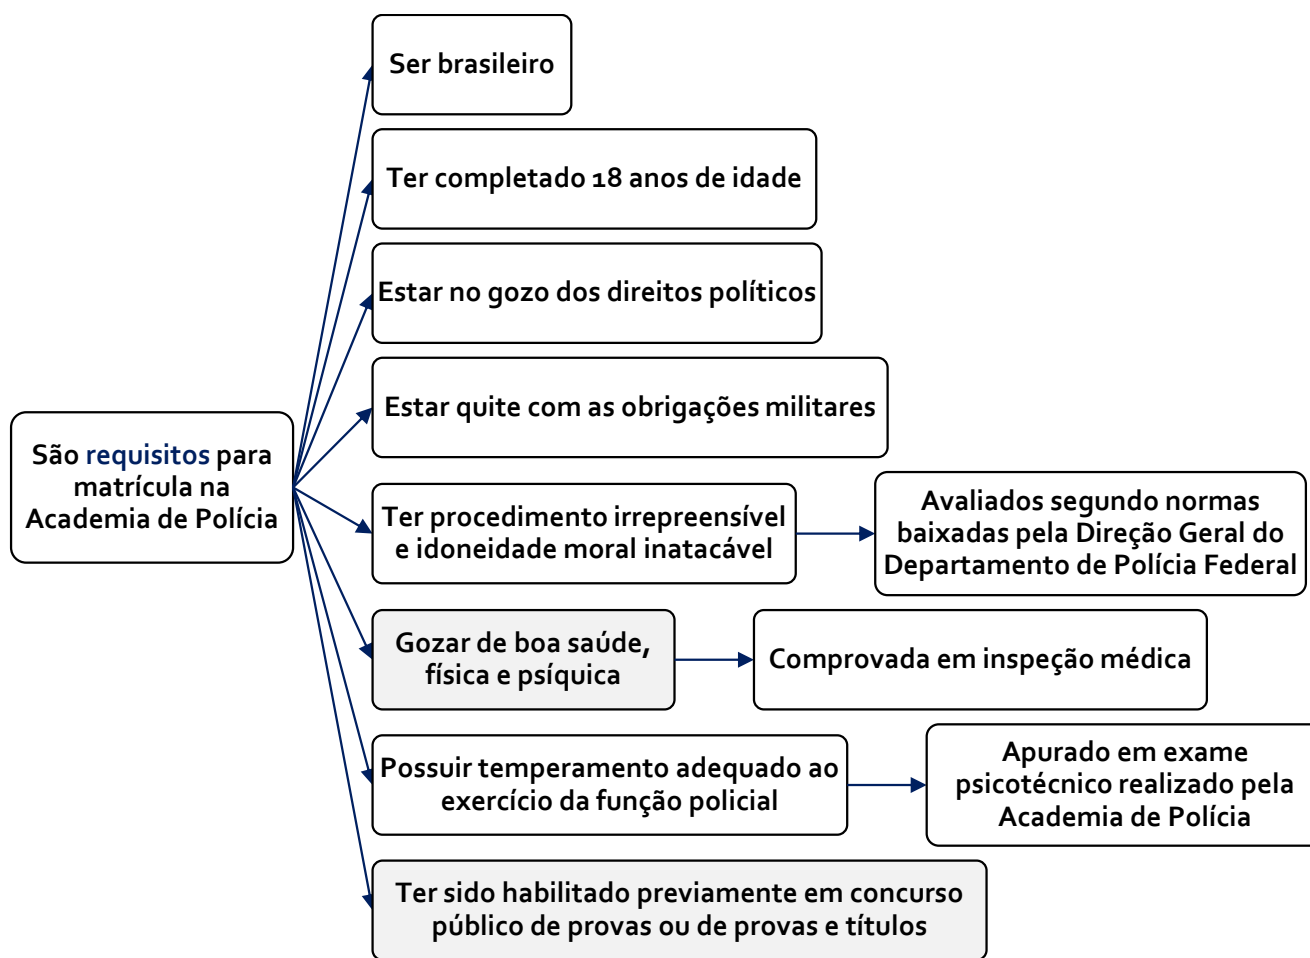 Ser brasileiro
Ter completado 18 anos de idade
Estar no gozo dos direitos políticos
Estar quite com as obrigações militares
São requisitos para
matrícula na
Academia de Polícia
Ter procedimento irrepreensível
e idoneidade moral inatacável
Avaliados segundo normas
baixadas pela Direção Geral do
Departamento de Polícia Federal
Gozar de boa saúde,
física e psíquica
Comprovada em inspeção médica
Possuir temperamento adequado ao
exercício da função policial
Apurado em exame
psicotécnico realizado pela
Academia de Polícia
Ter sido habilitado previamente em concurso
público de provas ou de provas e títulos